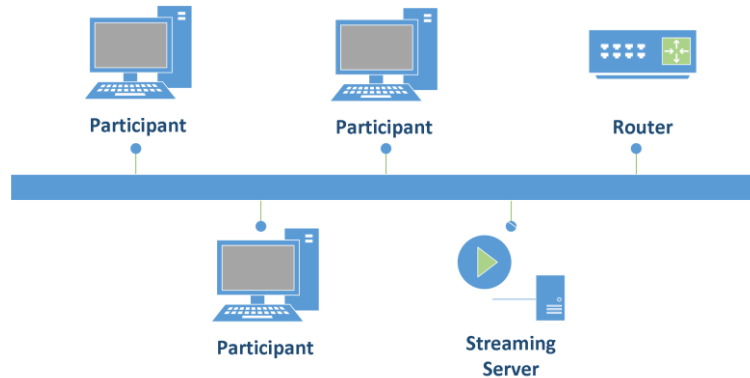 Participant
Participant
Router
Participant
Streaming
Server